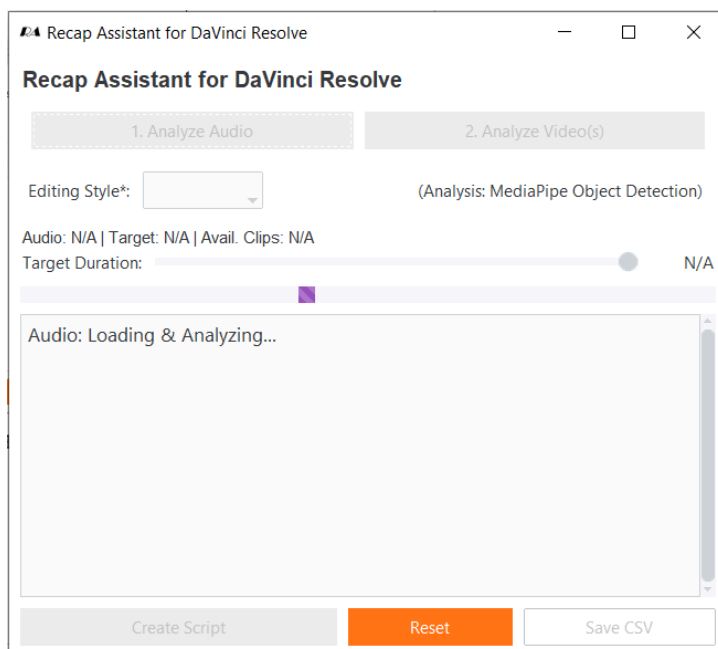 RA Recap Assistant for DaVinci Resolve
Recap Assistant for DaVinci Resolve
1. Analyze Audio 2. Analyze Video(s)
Editing Style*: (Analysis: MediaPipe Object Detection)
Audio: N/A | Target: N/A | Avail. Clips: N/A
Target Duration: N/A
Audio: Loading & Analyzing...
Create Script Reset Save CSV